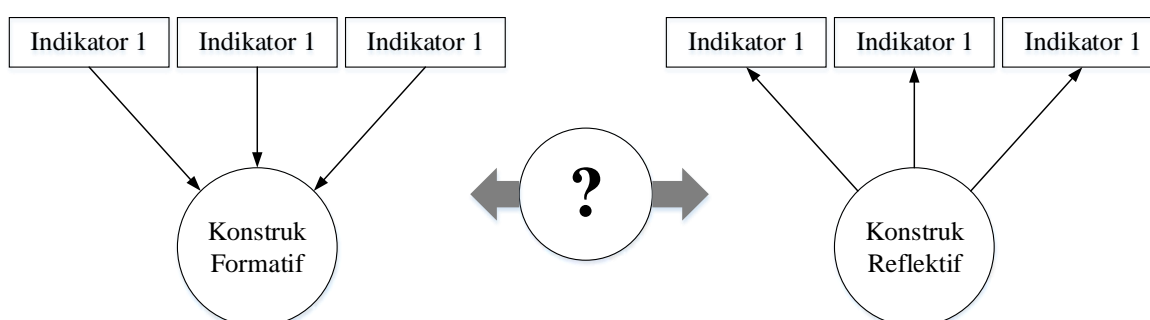 Indikator 1
Indikator 1
Indikator 1
Indikator 1
Indikator 1
Indikator 1
?
Konstruk
Formatif
Konstruk
Reflektif